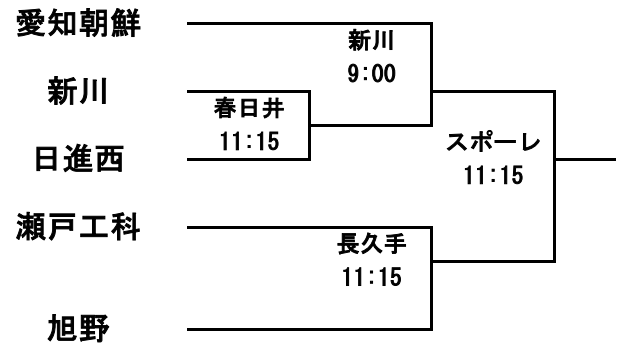 愛知朝鮮
新川
9:00
新川
春日井
11:15
日進西
スポーレ
11:15
瀬戸工科
長久手
11:15
旭野